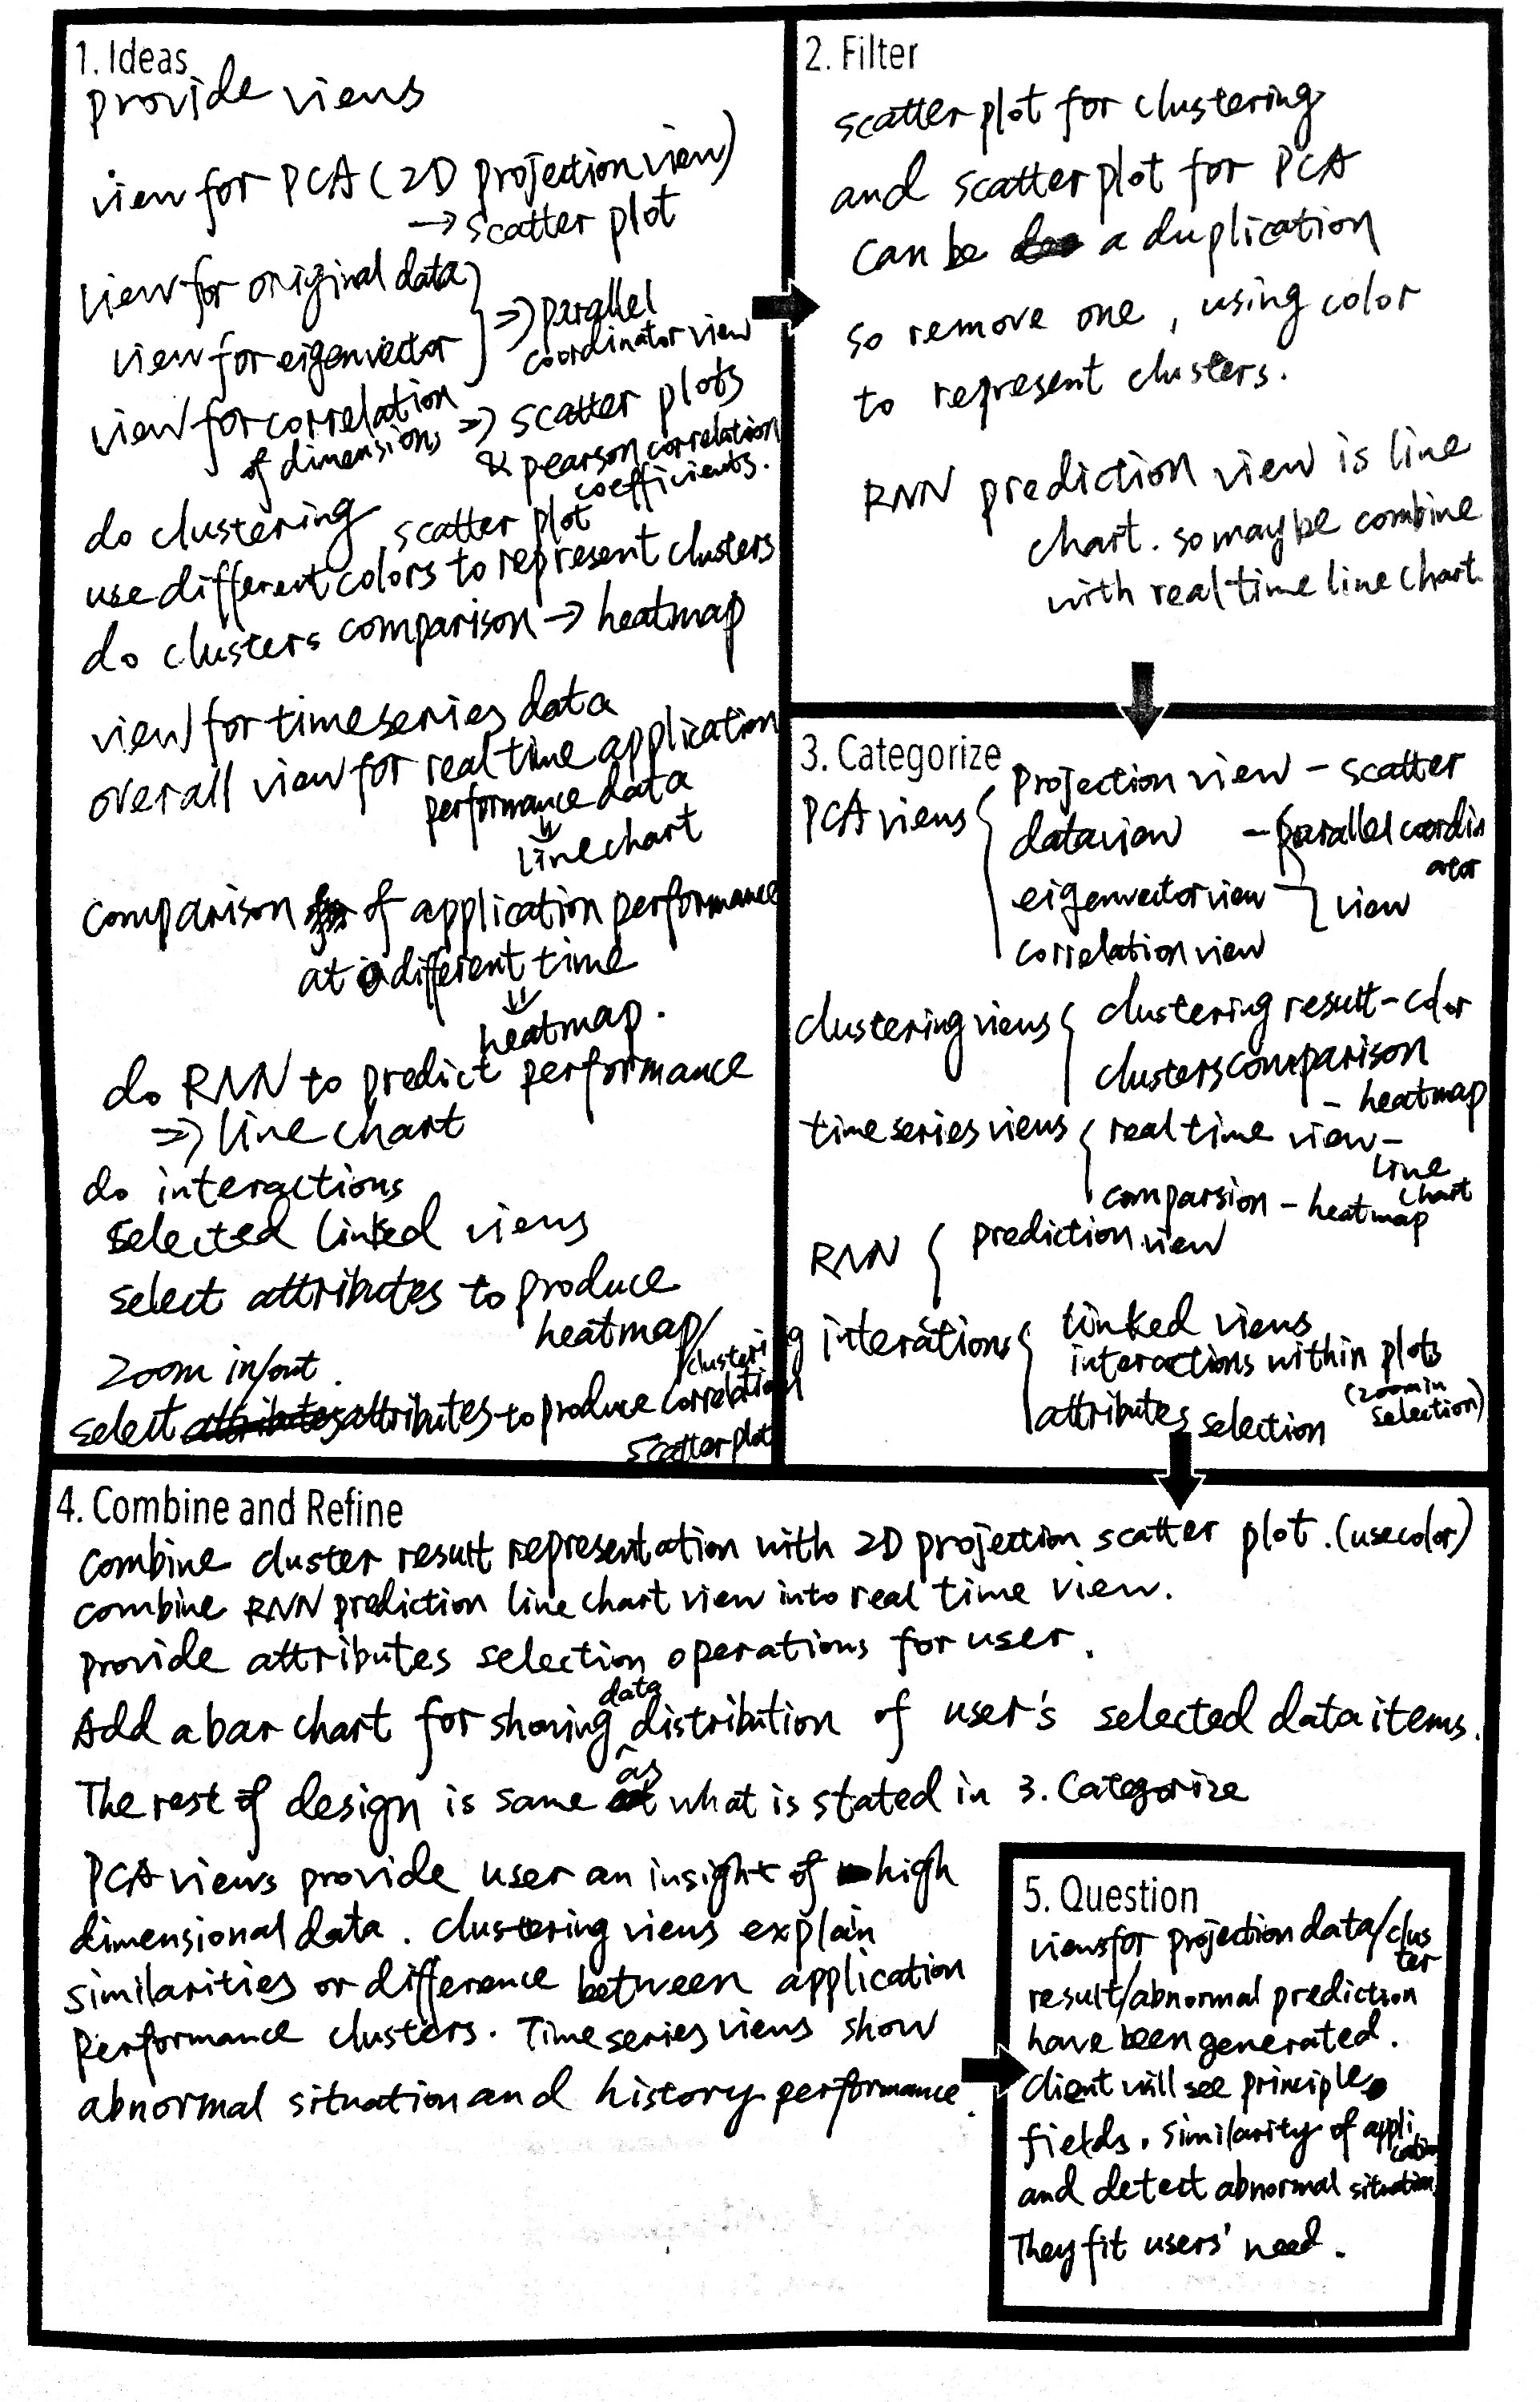 1. Ideas
provide views
view for PCA (2D projection view)
→ scatter plot
view for original data
view for eigenvector
⇒ parallel
coordinator view
view for correlation
of dimensions ⇒ scatter plots
& pearson correlation
coefficients.
do clustering scatter plot
use different colors to represent clusters
do clusters comparison → heatmap
view for time series data
overall view for real time application
performance data
⇓
line chart
comparison of application performance
at different time
⇓
heatmap.
do RNN to predict performance
⇒ line chart
do interactions
selected linked views
select attributes to produce
heatmap/
clustering
zoom in/out.
select attributes to produce correlation
scatter plot
2. Filter
scatter plot for clustering
and scatter plot for PCA
can be a duplication
so remove one, using color
to represent clusters.
RNN prediction view is line
chart. so maybe combine
with real time line chart.
3. Categorize
PCA views { projection view - scatter
data view - parallel coordin
ator
eigenvector view - } view
correlation view
clustering views { clustering result - color
clusters comparison
- heatmap
time series views { real time view -
line
chart
comparsion - heatmap
RNN { prediction view
interations { linked views
interactions within plots
(zoom in
selection)
attributes selection
4. Combine and Refine
combine cluster result representation with 2D projection scatter plot. (use color)
combine RNN prediction line chart view into real time view.
provide attributes selection operations for user.
Add a bar chart for showing data distribution of user's selected data items.
The rest of design is same as what is stated in 3. Categorize
PCA views provide user an insight of high
dimensional data. clustering views explain
similarities or difference between application
performance clusters. Time series views show
abnormal situation and history performance.
5. Question
views for projection data/clus
ter
result/abnormal prediction
have been generated.
client will see principle
fields. similarity of appli
cation
and detect abnormal situation.
They fit users' need.